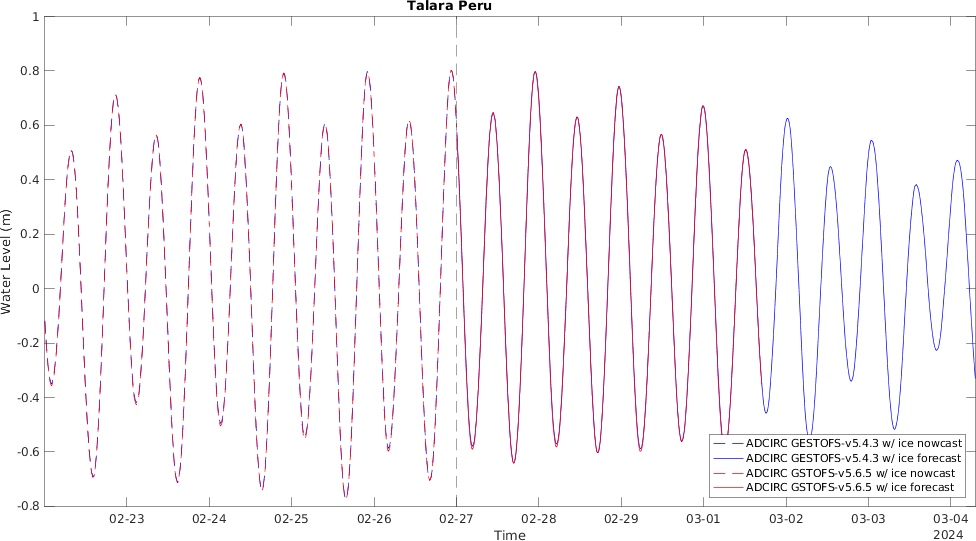 Talara Peru
1
0.8
0.6
0.4
0.2
0
-0.2
-0.4
-0.6
-0.8
Water Level (m)
02-23 02-24 02-25 02-26 02-27 02-28 02-29 03-01 03-02 03-03 03-04
2024
Time
ADCIRC GESTOFS-v5.4.3 w/ ice nowcast
ADCIRC GESTOFS-v5.4.3 w/ ice forecast
ADCIRC GSTOFS-v5.6.5 w/ ice nowcast
ADCIRC GSTOFS-v5.6.5 w/ ice forecast